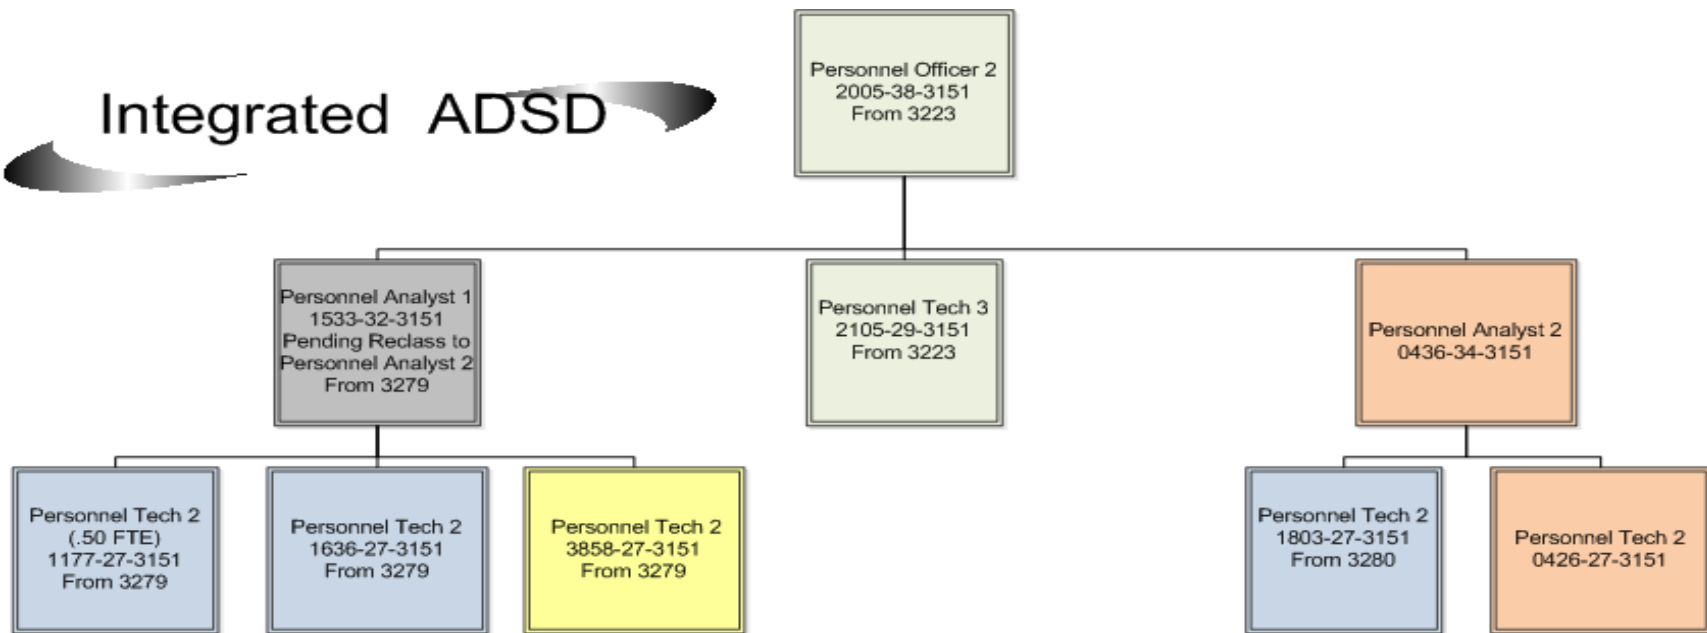 Integrated ADSD
Personnel Officer 2
2005-38-3151
From 3223
Personnel Analyst 1
1533-32-3151
Pending Reclass to
Personnel Analyst 2
From 3279
Personnel Tech 3
2105-29-3151
From 3223
Personnel Analyst 2
0436-34-3151
Personnel Tech 2
(.50 FTE)
1177-27-3151
From 3279
Personnel Tech 2
1636-27-3151
From 3279
Personnel Tech 2
3858-27-3151
From 3279
Personnel Tech 2
1803-27-3151
From 3280
Personnel Tech 2
0426-27-3151